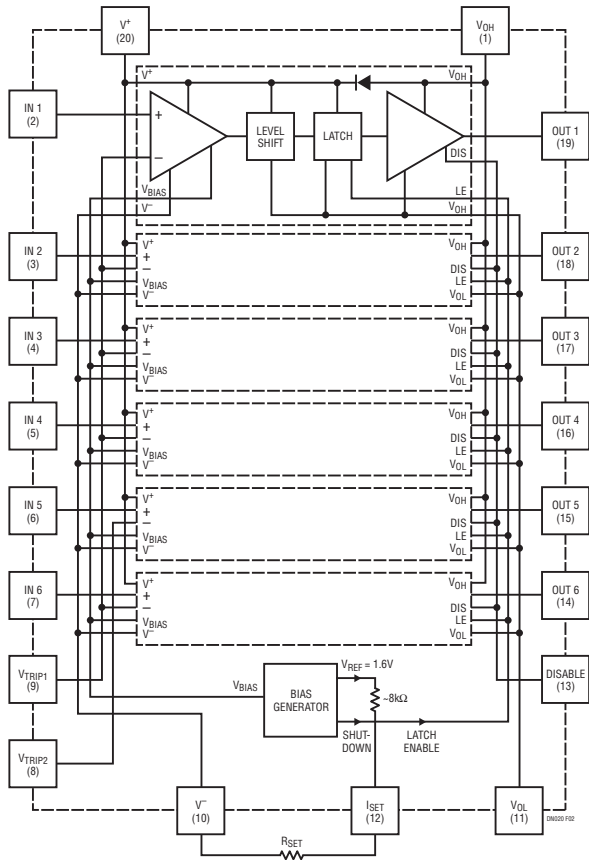 V+
(20)
VOH
(1)
V+
VOH
IN 1
(2)
+
−
LEVEL
SHIFT
LATCH
DIS
OUT 1
(19)
VBIAS
V−
LE
VOH
IN 2
(3)
V+
+
−
VBIAS
V−
VOH
DIS
LE
VOL
OUT 2
(18)
IN 3
(4)
V+
+
−
VBIAS
V−
VOH
DIS
LE
VOL
OUT 3
(17)
IN 4
(5)
V+
+
−
VBIAS
V−
VOH
DIS
LE
VOL
OUT 4
(16)
IN 5
(6)
V+
+
−
VBIAS
V−
VOH
DIS
LE
VOL
OUT 5
(15)
IN 6
(7)
V+
+
−
VBIAS
V−
VOH
DIS
LE
VOL
OUT 6
(14)
VTRIP1
(9)
VBIAS
BIAS
GENERATOR
VREF = 1.6V
~8kΩ
SHUT-
DOWN
LATCH
ENABLE
DISABLE
(13)
VTRIP2
(8)
V−
(10)
ISET
(12)
VOL
(11)
DN020 F02
RSET